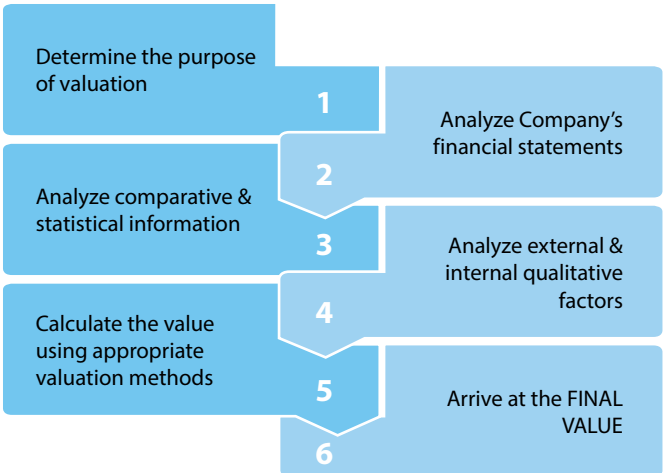 Determine the purpose
of valuation
1
Analyze Company’s
financial statements
2
Analyze comparative &
statistical information
3
Analyze external &
internal qualitative
factors
4
Calculate the value
using appropriate
valuation methods
5
Arrive at the FINAL
VALUE
6